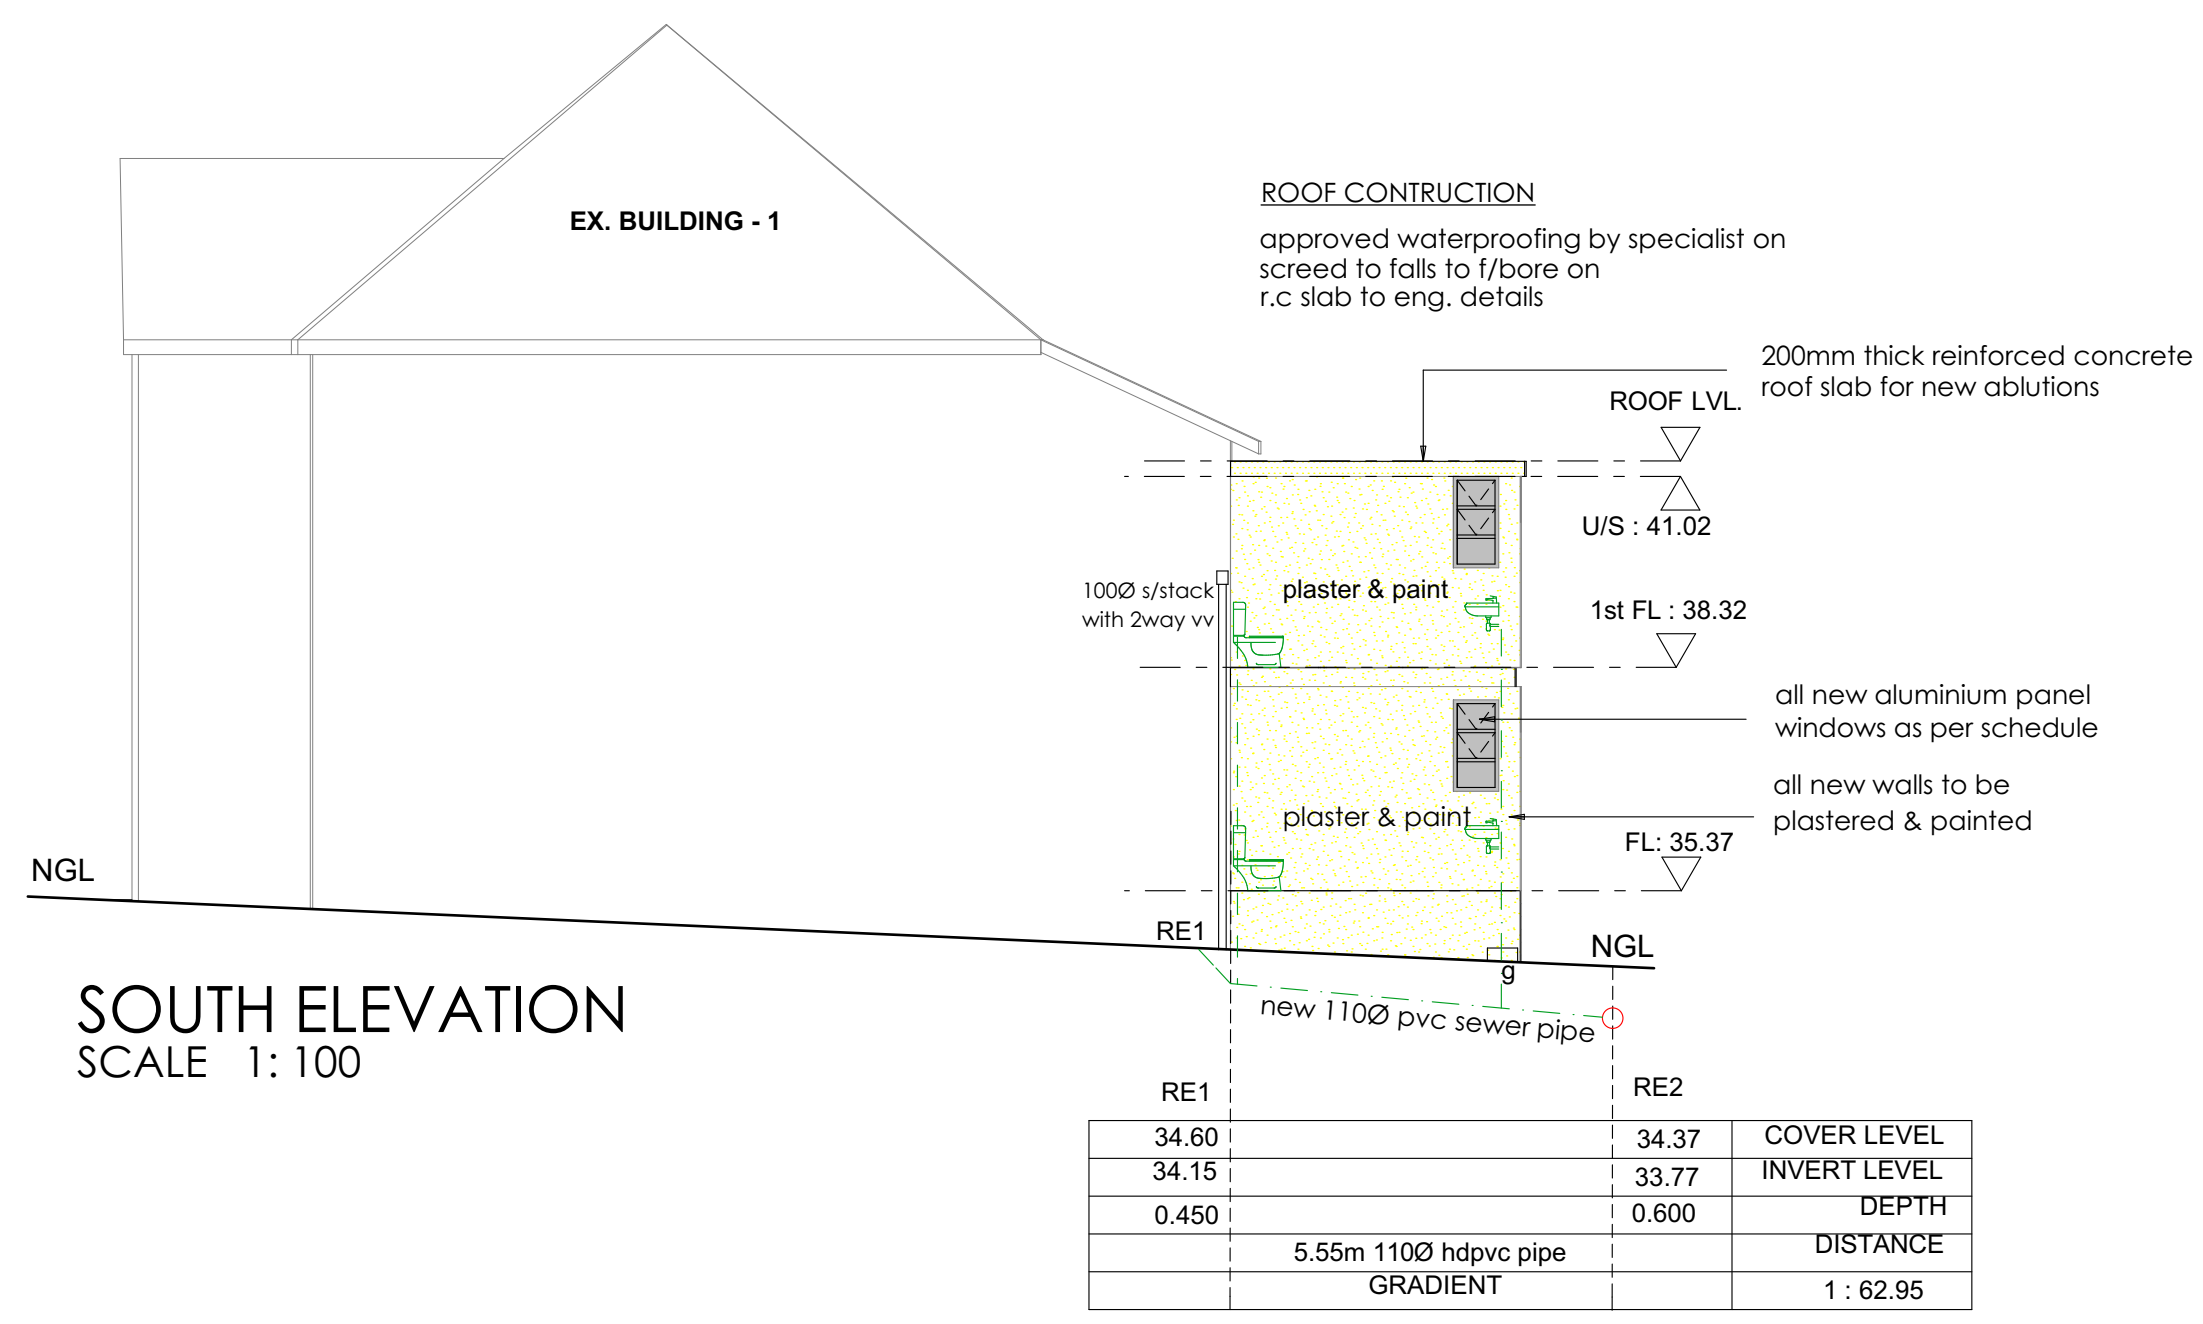 EX. BUILDING - 1
ROOF CONTRUCTION
approved waterproofing by specialist on
screed to falls to f/bore on
r.c slab to eng. details
200mm thick reinforced concrete
roof slab for new ablutions
ROOF LVL.
U/S : 41.02
100Ø s/stack
with 2way vv
plaster & paint
1st FL : 38.32
all new aluminium panel
windows as per schedule
all new walls to be
plastered & painted
plaster & paint
FL: 35.37
NGL
RE1
NGL
g
new 110Ø pvc sewer pipe
SOUTH ELEVATION
SCALE 1: 100
RE1 RE2
34.60 34.37 COVER LEVEL
34.15 33.77 INVERT LEVEL
0.450 0.600 DEPTH
5.55m 110Ø hdpvc pipe DISTANCE
GRADIENT 1 : 62.95